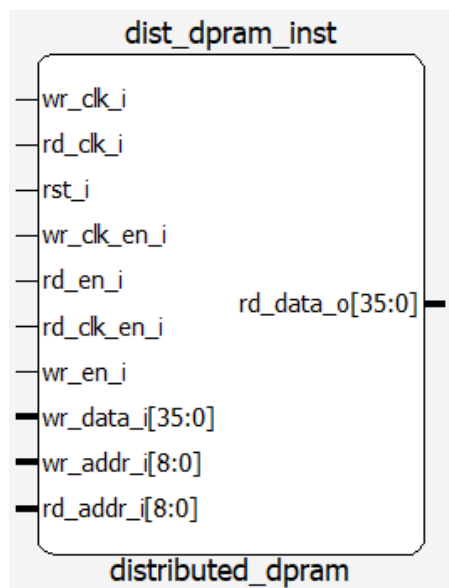 dist_dpram_inst
wr_clk_i
rd_clk_i
rst_i
wr_clk_en_i
rd_en_i
rd_data_o[35:0]
rd_clk_en_i
wr_en_i
wr_data_i[35:0]
wr_addr_i[8:0]
rd_addr_i[8:0]
distributed_dpram